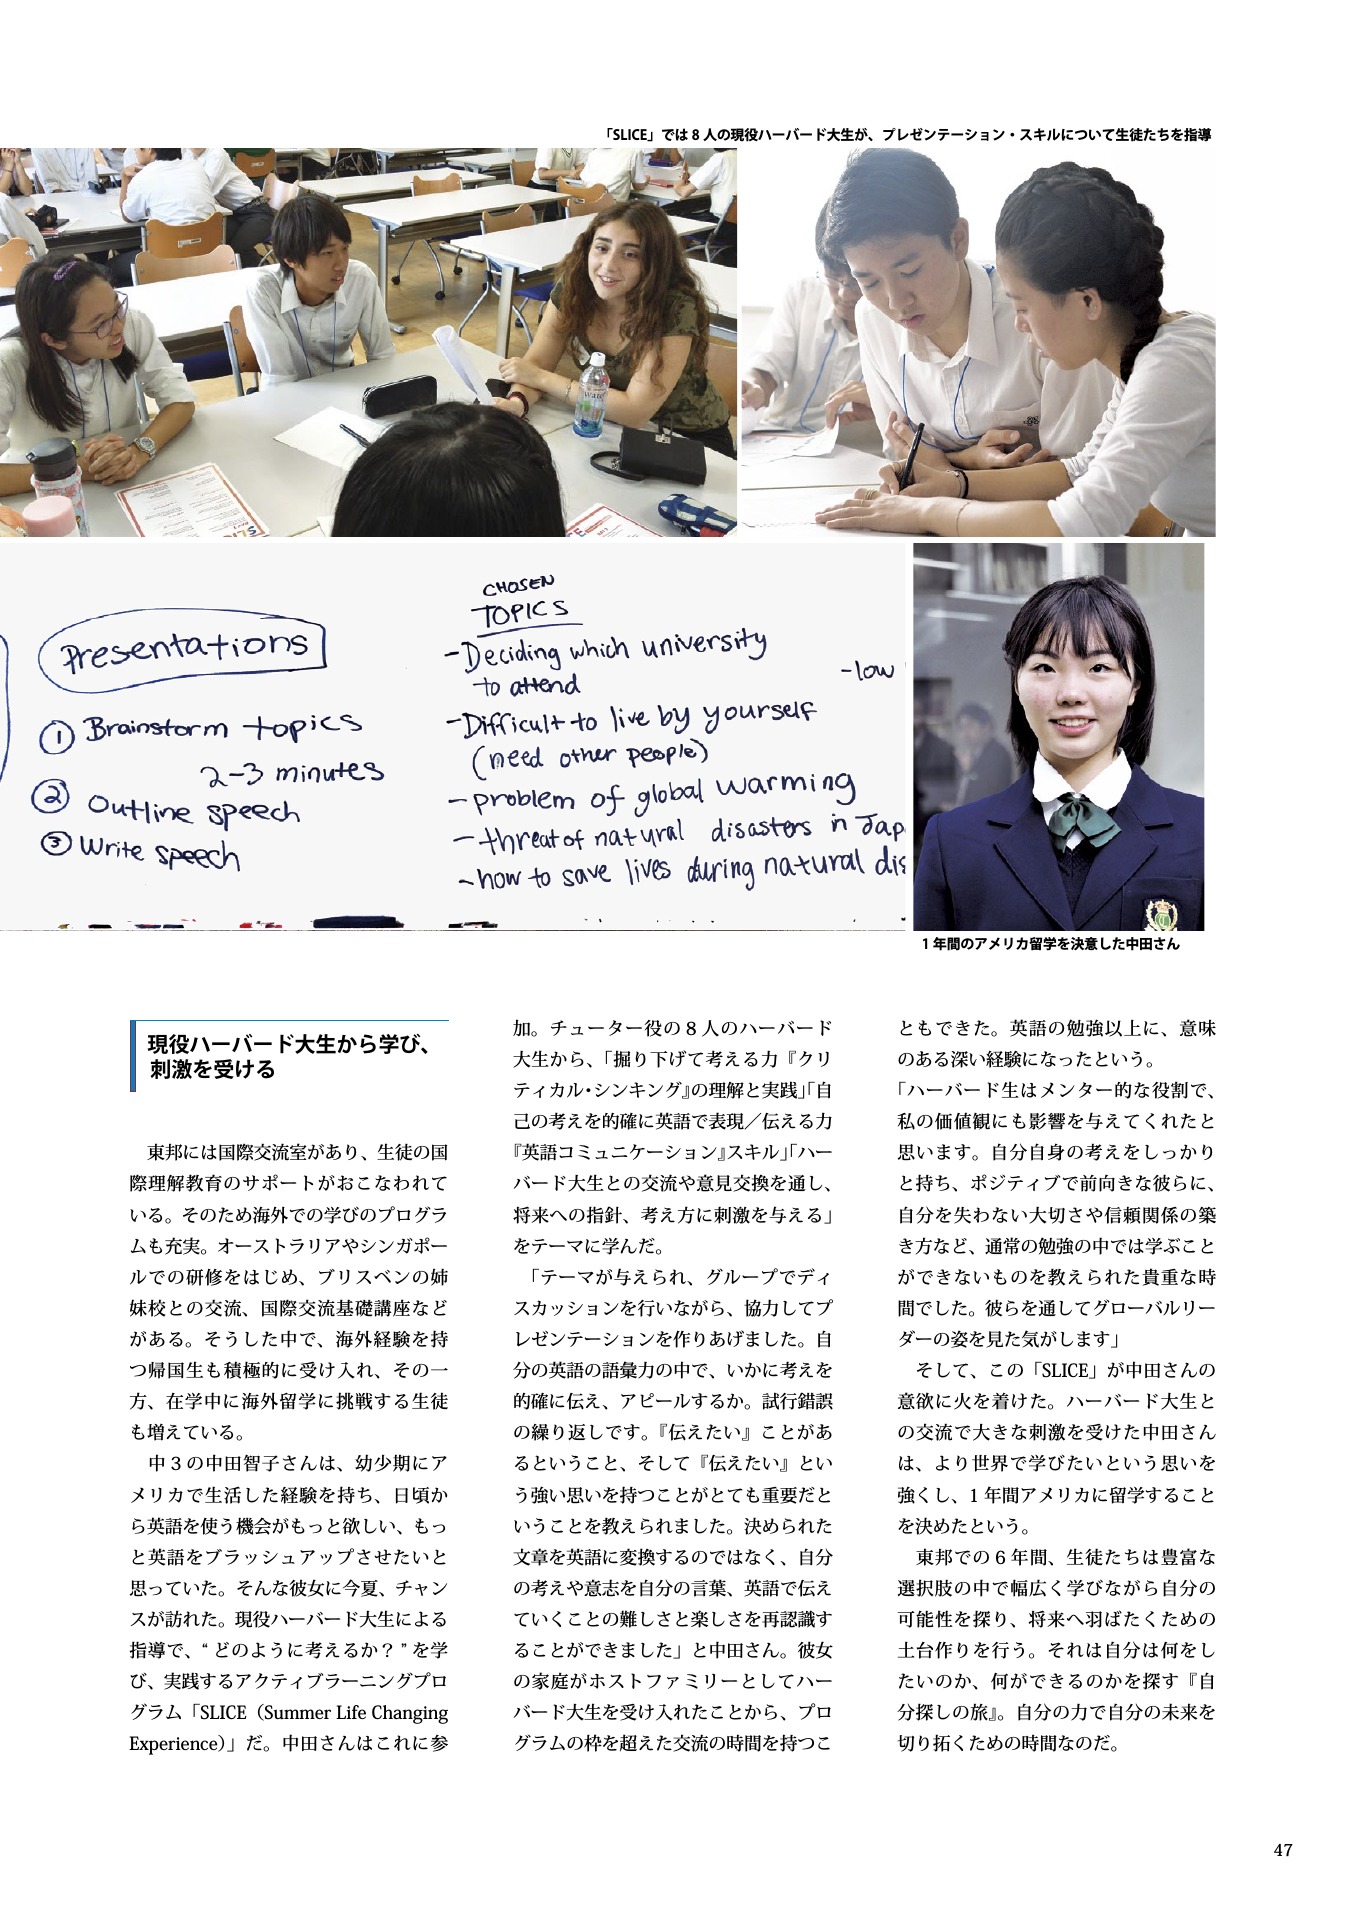 「SLICE」では8人の現役ハーバード大生が、プレゼンテーション・スキルについて生徒たちを指導
Presentations
① Brainstorm topics
2-3 minutes
② Outline speech
③ Write speech
CHOSEN
TOPICS
-Deciding which university
to attend
-Difficult to live by yourself
(need other people)
-problem of global warming
-threat of natural disasters in Jap
-how to save lives during natural dis
-low
1年間のアメリカ留学を決意した中田さん
現役ハーバード大生から学び、
刺激を受ける
東邦には国際交流室があり、生徒の国
際理解教育のサポートがおこなわれて
いる。そのため海外での学びのプログラ
ムも充実。オーストラリアやシンガポー
ルでの研修をはじめ、ブリスベンの姉
妹校との交流、国際交流基礎講座など
がある。そうした中で、海外経験を持
つ帰国生も積極的に受け入れ、その一
方、在学中に海外留学に挑戦する生徒
も増えている。
中3の中田智子さんは、幼少期にア
メリカで生活した経験を持ち、日頃か
ら英語を使う機会がもっと欲しい、もっ
と英語をブラッシュアップさせたいと
思っていた。そんな彼女に今夏、チャン
スが訪れた。現役ハーバード大生による
指導で、“どのように考えるか？”を学
び、実践するアクティブラーニングプロ
グラム「SLICE（Summer Life Changing
Experience）」だ。中田さんはこれに参
加。チューター役の8人のハーバード
大生から、「掘り下げて考える力『クリ
ティカル・シンキング』の理解と実践」「自
己の考えを的確に英語で表現／伝える力
『英語コミュニケーション』スキル」「ハー
バード大生との交流や意見交換を通し、
将来への指針、考え方に刺激を与える」
をテーマに学んだ。
「テーマが与えられ、グループでディ
スカッションを行いながら、協力してプ
レゼンテーションを作りあげました。自
分の英語の語彙力の中で、いかに考えを
的確に伝え、アピールするか。試行錯誤
の繰り返しです。『伝えたい』ことがあ
るということ、そして『伝えたい』とい
う強い思いを持つことがとても重要だと
いうことを教えられました。決められた
文章を英語に変換するのではなく、自分
の考えや意志を自分の言葉、英語で伝え
ていくことの難しさと楽しさを再認識す
ることができました」と中田さん。彼女
の家庭がホストファミリーとしてハー
バード大生を受け入れたことから、プロ
グラムの枠を超えた交流の時間を持つこ
ともできた。英語の勉強以上に、意味
のある深い経験になったという。
「ハーバード生はメンター的な役割で、
私の価値観にも影響を与えてくれたと
思います。自分自身の考えをしっかり
と持ち、ポジティブで前向きな彼らに、
自分を失わない大切さや信頼関係の築
き方など、通常の勉強の中では学ぶこと
ができないものを教えられた貴重な時
間でした。彼らを通してグローバルリー
ダーの姿を見た気がします」
そして、この「SLICE」が中田さんの
意欲に火を着けた。ハーバード大生と
の交流で大きな刺激を受けた中田さん
は、より世界で学びたいという思いを
強くし、1年間アメリカに留学すること
を決めたという。
東邦での6年間、生徒たちは豊富な
選択肢の中で幅広く学びながら自分の
可能性を探り、将来へ羽ばたくための
土台作りを行う。それは自分は何をし
たいのか、何ができるのかを探す『自
分探しの旅』。自分の力で自分の未来を
切り拓くための時間なのだ。
47